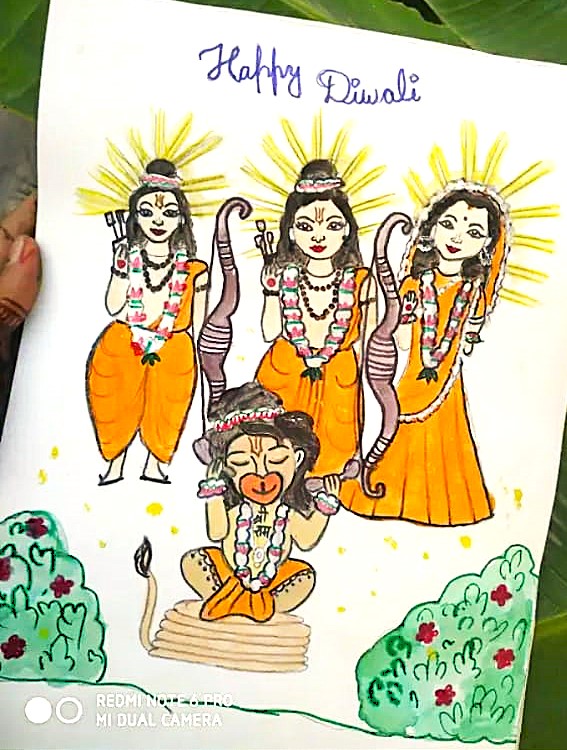 Happy Diwali
श्री
राम
REDMI NOTE 6 PRO
MI DUAL CAMERA